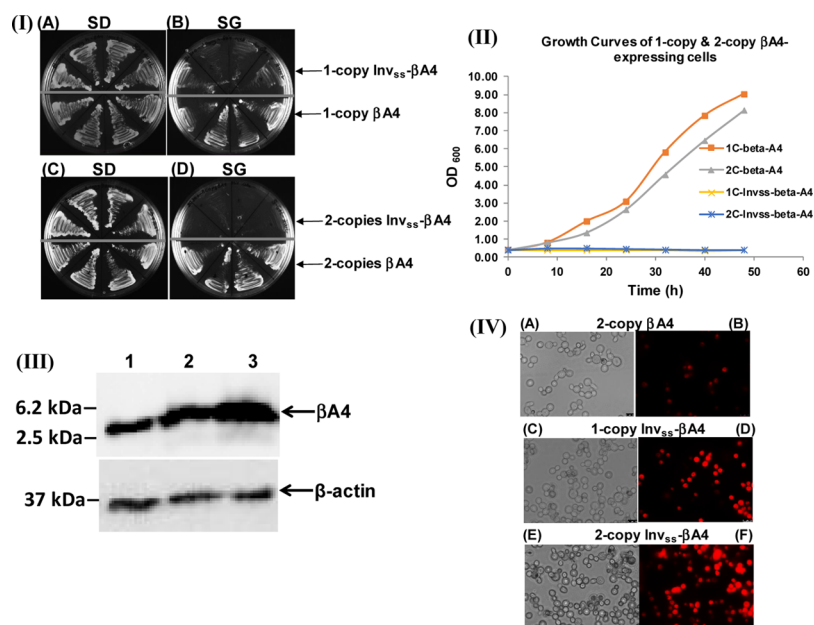 (I)
(A) SD (B) SG
1-copy Invss-βA4
1-copy βA4
(C) SD (D) SG
2-copies Invss-βA4
2-copies βA4
(II)
Growth Curves of 1-copy & 2-copy βA4-
expressing cells
OD 600
10.00
9.00
8.00
7.00
6.00
5.00
4.00
3.00
2.00
1.00
0.00
0 10 20 30 40 50 60
Time (h)
1C-beta-A4
2C-beta-A4
1C-Invss-beta-A4
2C-Invss-beta-A4
(III)
1 2 3
6.2 kDa
βA4
2.5 kDa
β-actin
37 kDa
(IV)
(A) 2-copy βA4 (B)
(C) 1-copy Invss-βA4 (D)
(E) 2-copy Invss-βA4 (F)